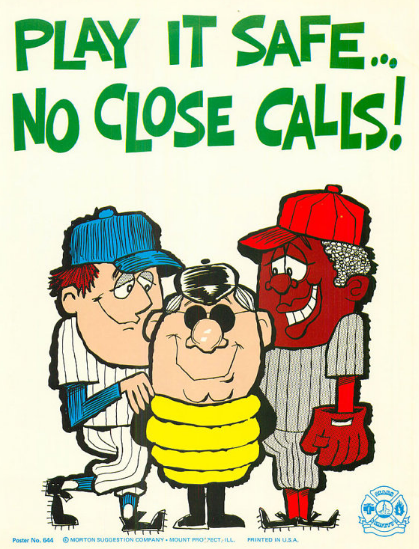 PLAY IT SAFE...
NO CLOSE CALLS!
Poster No. 644 © MORTON SUGGESTION COMPANY • MOUNT PROSPECT, ILL. PRINTED IN U.S.A.